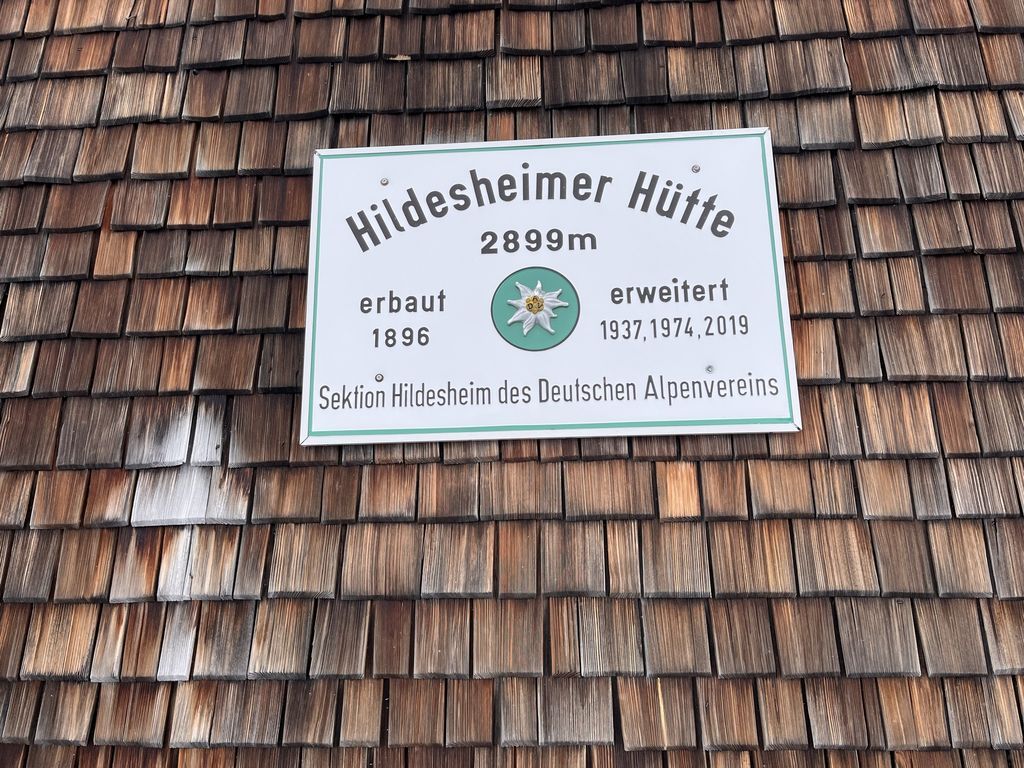 Hildesheimer Hütte
2899m
erbaut
1896
erweitert
1937, 1974, 2019
Sektion Hildesheim des Deutschen Alpenvereins